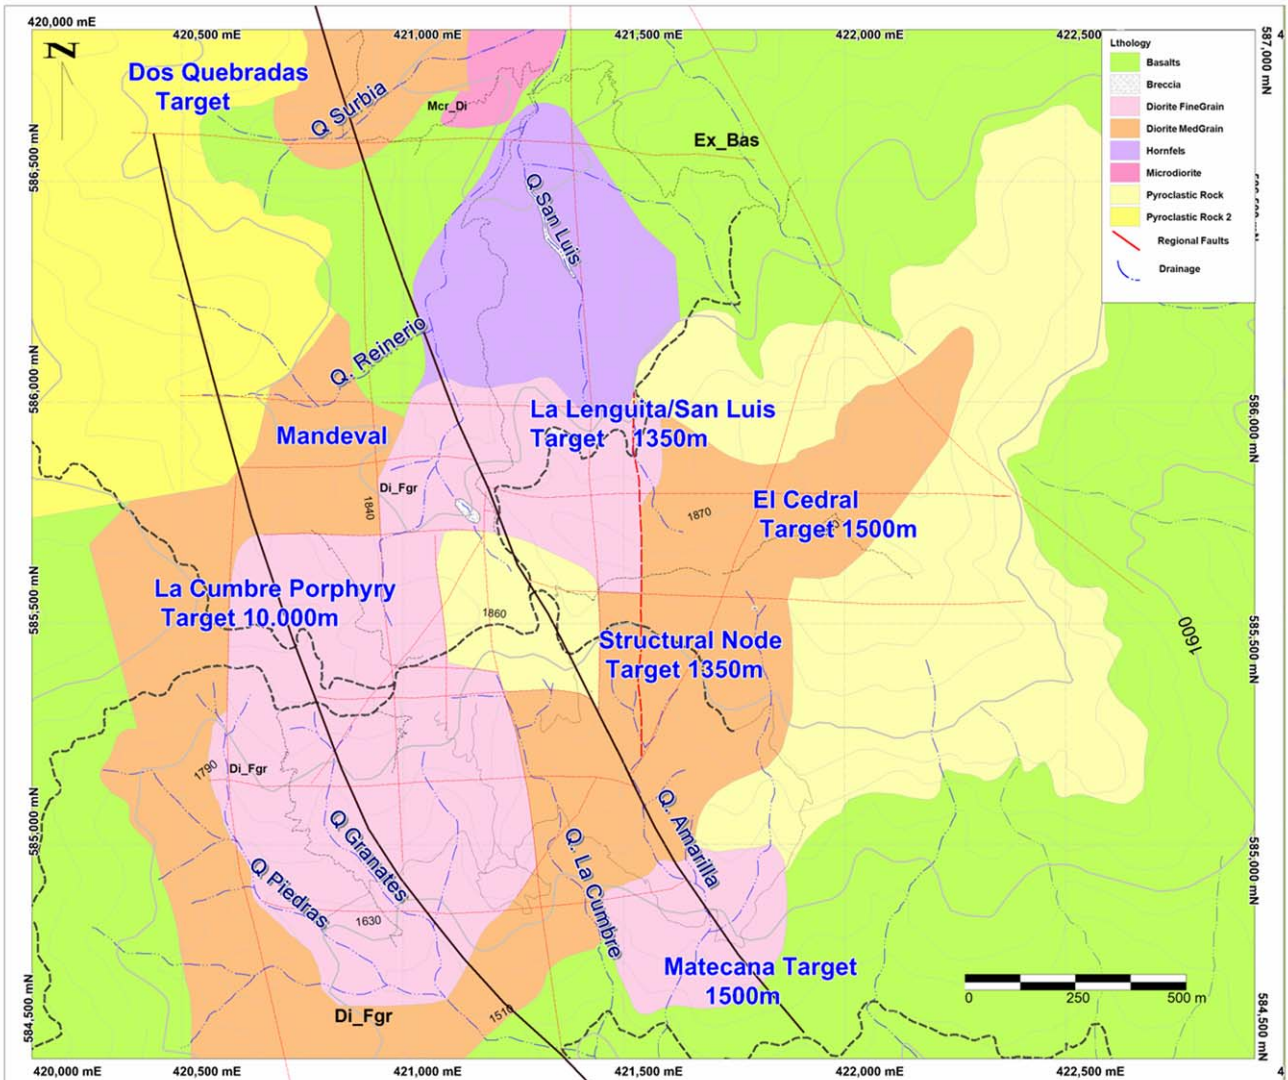 420,000 mE
420,500 mE
421,000 mE
421,500 mE
422,000 mE
422,500
587,000 mN
4
N
Dos Quebradas
Target
Q Surbia
Mcr_Di
Ex_Bas
Lthology
Basalts
Breccia
Diorite FineGrain
Diorite MedGrain
Hornfels
Microdiorite
Pyroclastic Rock
Pyroclastic Rock 2
Regional Faults
Drainage
586,500 mN
Q San Luis
Q. Reinerio
586,000 mN
586,000 mN
La Lenguita/San Luis
Target 1350m
Mandeval
Di_Fgr
1840
1870
El Cedral
Target 1500m
La Cumbre Porphyry
Target 10.000m
1860
585,500 mN
585,500 mN
Structural Node
Target 1350m
1600
1790
Di_Fgr
Q Granates
Q Piedras
Q. La Cumbre
Q. Amarilla
585,000 mN
585,000 mN
1630
Matecana Target
1500m
0
250
500 m
Di_Fgr
1510
584,500 mN
584,500 mN
420,000 mE
420,500 mE
421,000 mE
421,500 mE
422,000 mE
422,500 mE
4